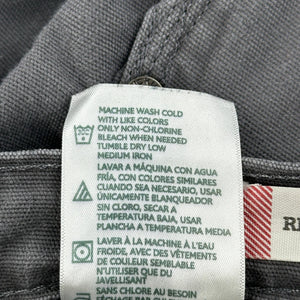 MACHINE WASH COLD
WITH LIKE COLORS
ONLY NON-CHLORINE
BLEACH WHEN NEEDED
TUMBLE DRY LOW
MEDIUM IRON
LAVAR A MÁQUINA CON AGUA
FRÍA, CON COLORES SIMILARES
CUANDO SEA NECESARIO, USAR
ÚNICAMENTE BLANQUEADOR
SIN CLORO, SECAR A
TEMPERATURA BAJA, USAR
PLANCHA A TEMPERATURA MEDIA
LAVER À LA MACHINE À L'EAU
FROIDE, AVEC DES VÊTEMENTS
DE COULEUR SEMBLABLE
N'UTILISER QUE DU
JAVELLISANT
SANS CHLORE AU BESOIN